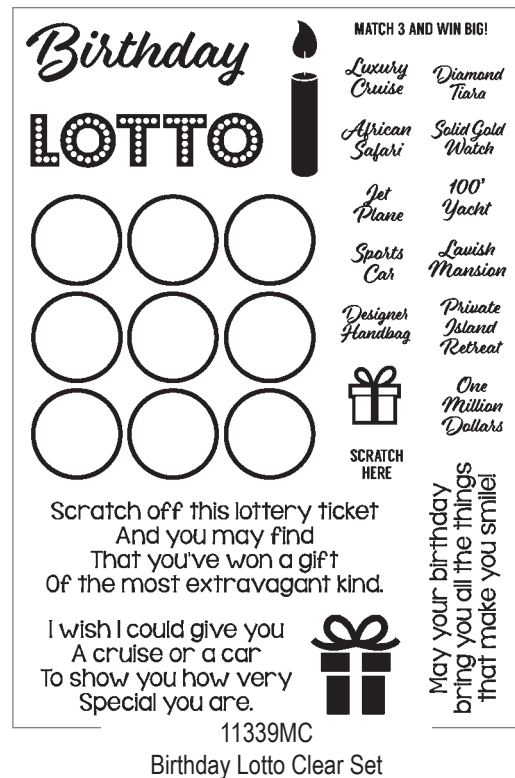 Birthday
LOTTO
MATCH 3 AND WIN BIG!
Luxury
Cruise
Diamond
Tiara
African
Safari
Solid Gold
Watch
Jet
Plane
100'
Yacht
Sports
Car
Lavish
Mansion
Designer
Handbag
Private
Island
Retreat
One
Million
Dollars
SCRATCH
HERE
Scratch off this lottery ticket
And you may find
That you've won a gift
Of the most extravagant kind.
I wish I could give you
A cruise or a car
To show you how very
Special you are.
May your birthday
bring you all the things
that make you smile!
11339MC
Birthday Lotto Clear Set